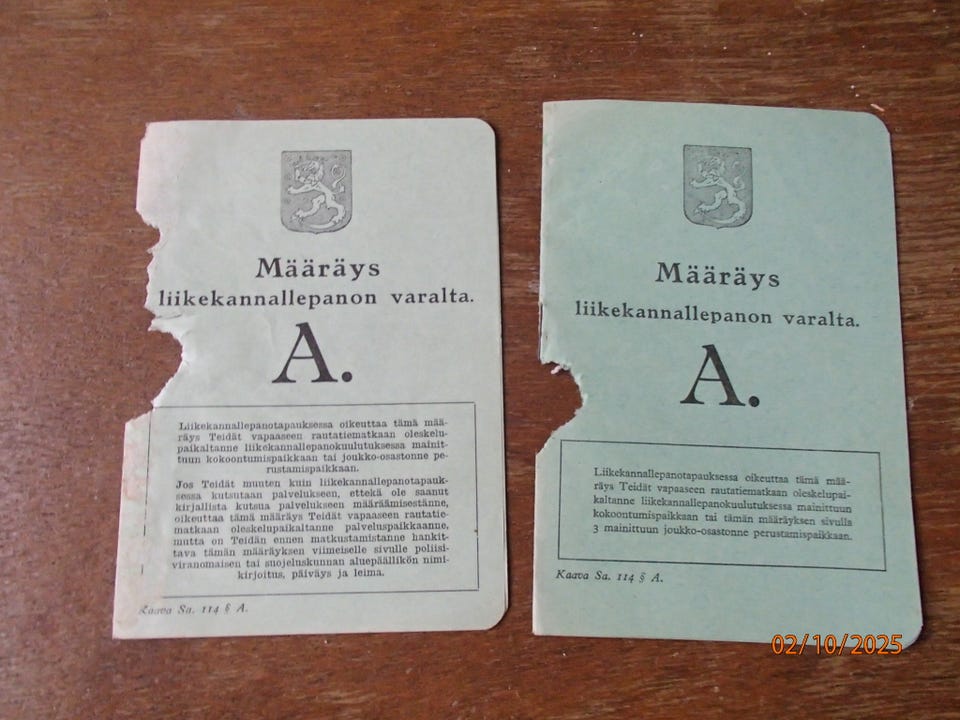 Määräys
liikekannallepanon varalta.
A.
Liikekannallepanotapauksessa oikeuttaa tämä mää-
räys Teidät vapaaseen rautatiematkaan oleskelu-
paikaltanne liikekannallepanokuulutuksessa mainit-
tuun kokoontumispaikkaan tai joukko-osastonne pe-
rustamispaikkaan.
Jos Teidät muuten kuin liikekannallepanotapauk-
sessa kutsutaan palvelukseen, ettekä ole saanut
kirjallista kutsua palvelukseen määräämisestänne,
oikeuttaa tämä määräys Teidät vapaaseen rautatie-
matkaan oleskelupaikaltanne palveluspaikkaanne,
mutta on Teidän ennen matkustamistanne hankit-
tava tämän määräyksen viimeiselle sivulle poliisi-
viranomaisen tai suojeluskunnan aluepäällikön nimi-
kirjoitus, päiväys ja leima.
Kaava Sa. 114 § A.
Määräys
liikekannallepanon varalta.
A.
Liikekannallepanotapauksessa oikeuttaa tämä mää-
räys Teidät vapaaseen rautatiematkaan oleskelupai-
kaltanne liikekannallepanokuulutuksessa mainittuun
kokoontumispaikkaan tai tämän määräyksen sivulla
3 mainittuun joukko-osastonne perustamispaikkaan.
Kaava Sa. 114 § A.
02/10/2025